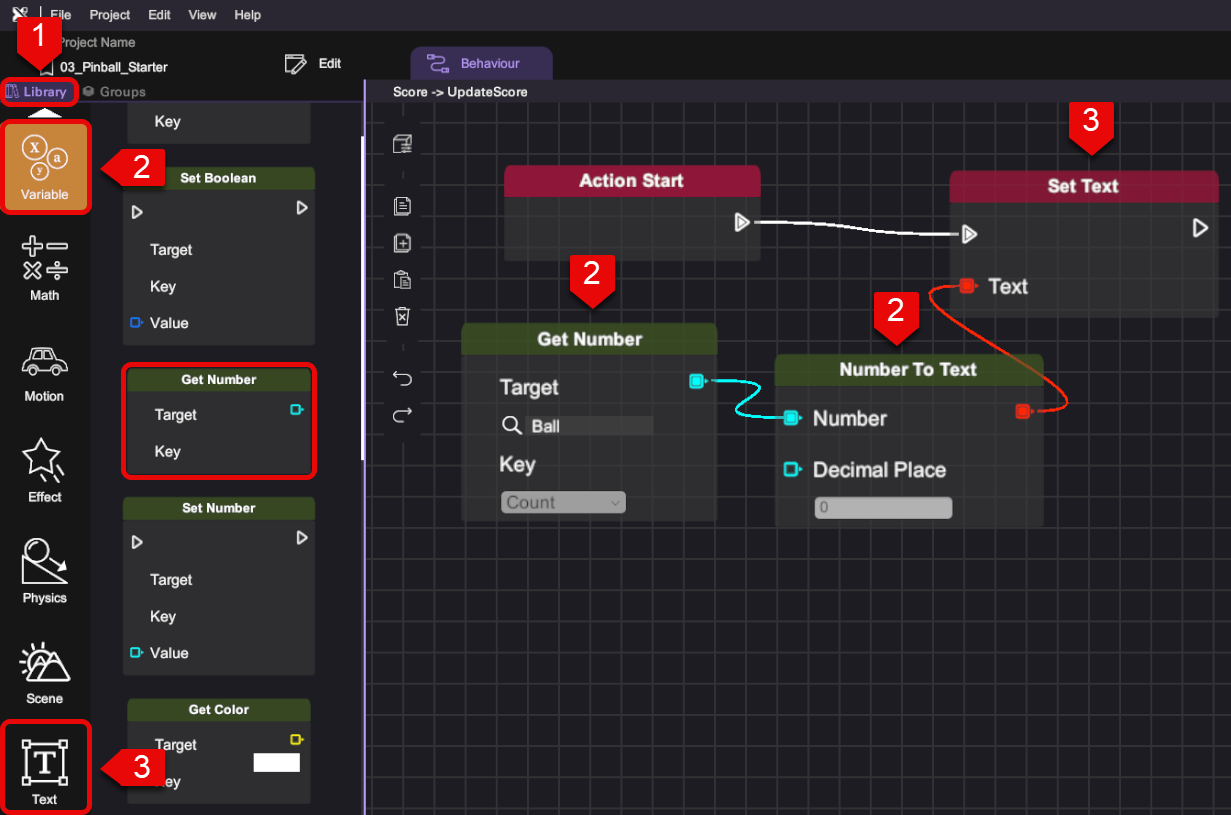 File Project Edit View Help
1
Project Name
03_Pinball_Starter
Edit
Behaviour
Library
Groups
Score -> UpdateScore
Variable
2
Math
Motion
Effect
Physics
Scene
Text
3
Key
Set Boolean
Target
Key
Value
Get Number
Target
Key
Set Number
Target
Key
Value
Get Color
Target
Key
Action Start
3
Set Text
Text
2
Get Number
Target
Ball
Key
Count
2
Number To Text
Number
Decimal Place
0